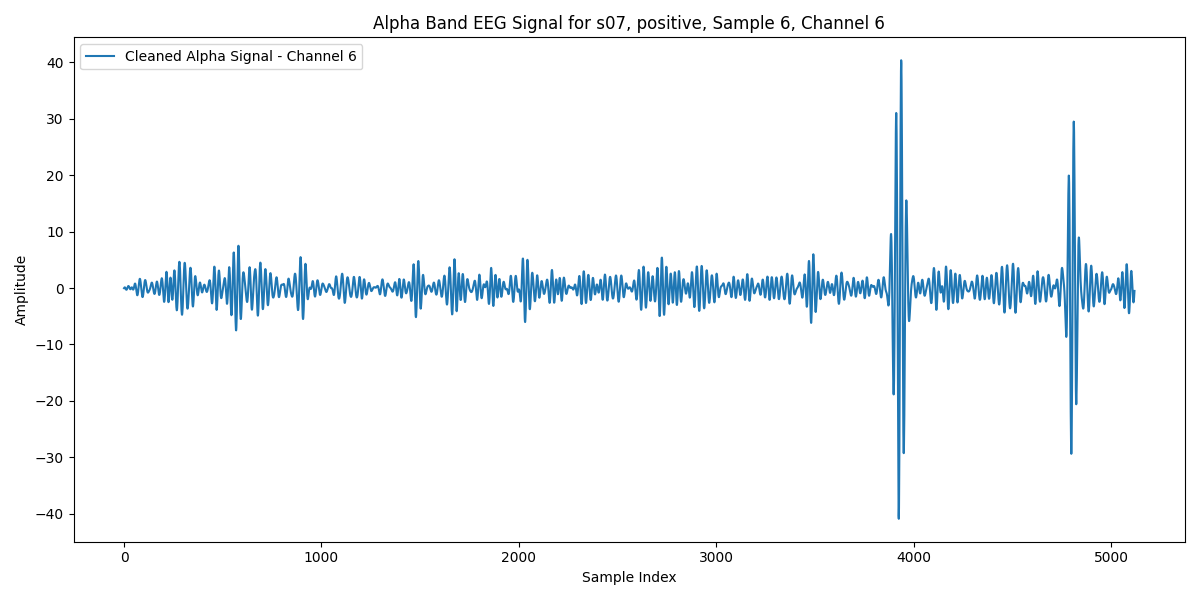 Alpha Band EEG Signal for s07, positive, Sample 6, Channel 6
Cleaned Alpha Signal - Channel 6
Amplitude
40
30
20
10
0
−10
−20
−30
−40
0 1000 2000 3000 4000 5000
Sample Index